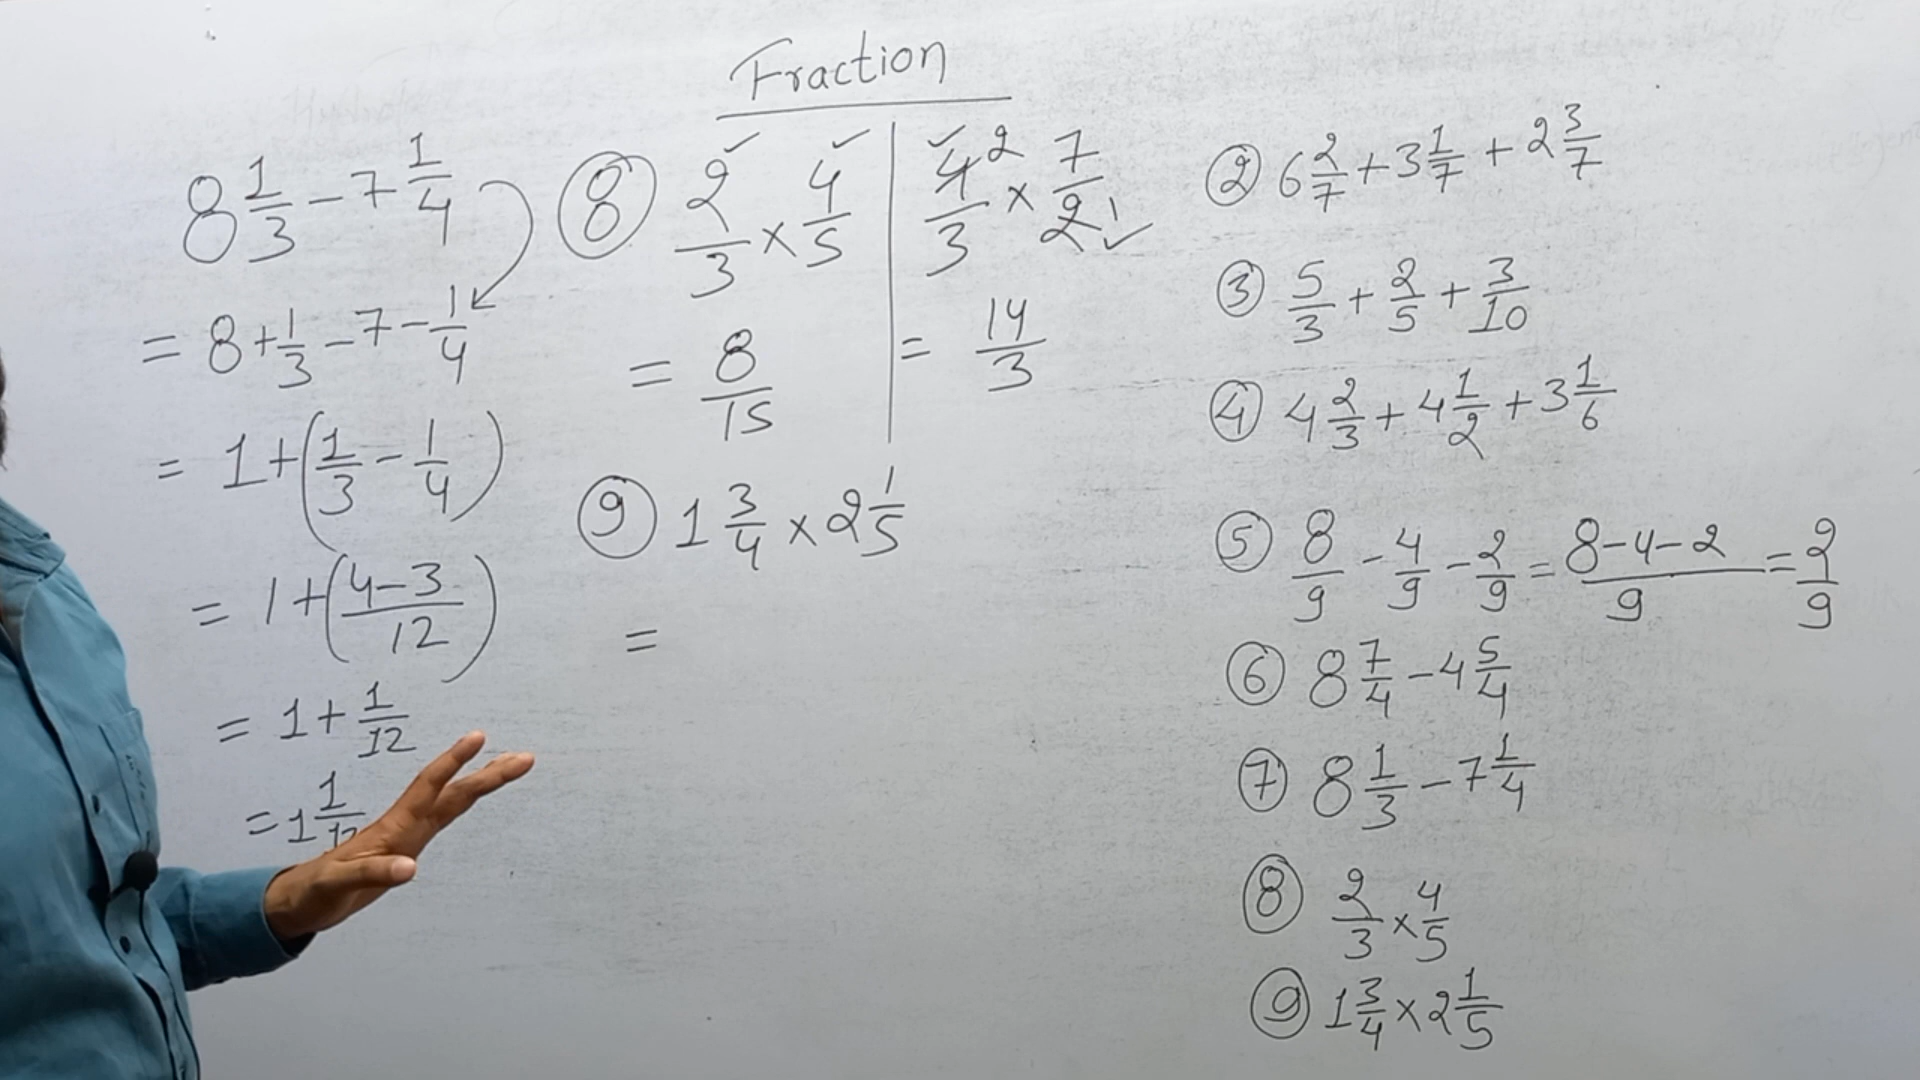 Fraction
8 1/3 - 7 1/4
= 8 + 1/3 - 7 - 1/4
= 1 + (1/3 - 1/4)
= 1 + (4-3/12)
= 1 + 1/12
= 1 1/12
⑧ 2/3 × 4/5
= 8/15
4 2/3 × 7/2 1
= 14/3
⑨ 1 3/4 × 2 1/5
=
② 6 2/7 + 3 1/7 + 2 3/7
③ 5/3 + 2/5 + 3/10
④ 4 2/3 + 4 1/2 + 3 1/6
⑤ 8/9 - 4/9 - 2/9 = 8-4-2/9 = 2/9
⑥ 8 7/4 - 4 5/4
⑦ 8 1/3 - 7 1/4
⑧ 2/3 × 4/5
⑨ 1 3/4 × 2 1/5